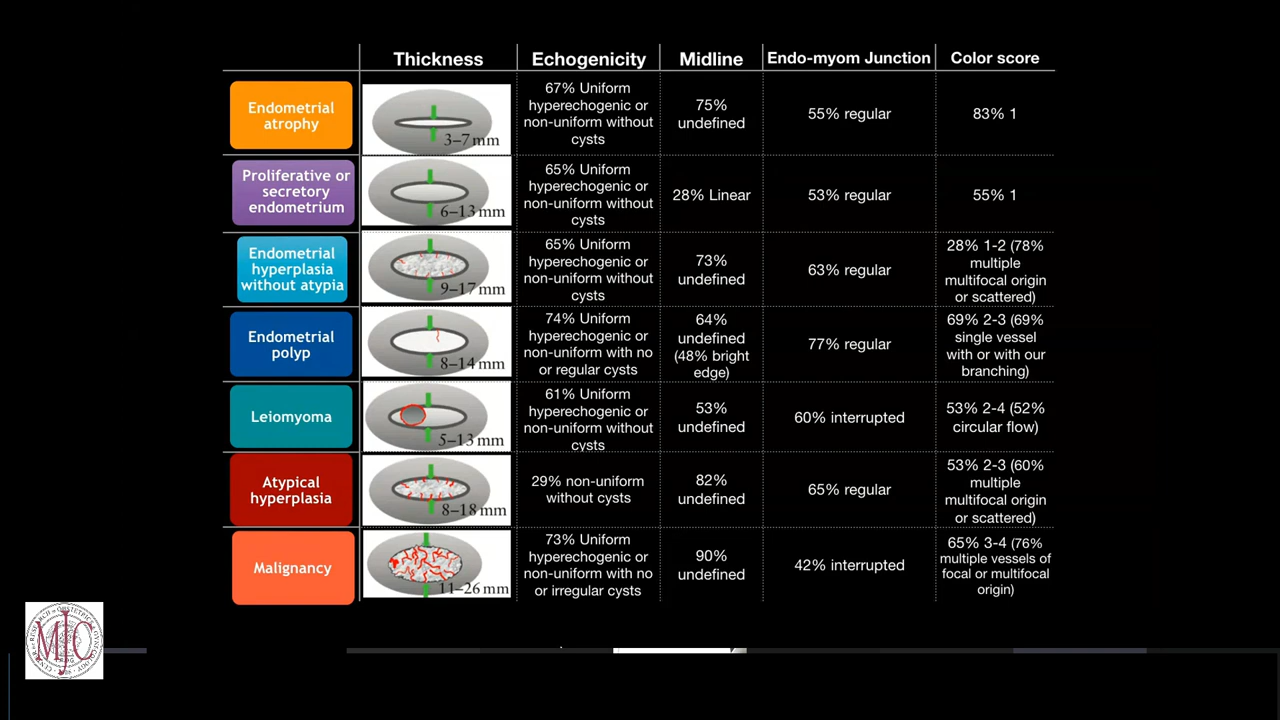 Thickness
Echogenicity
Midline
Endo-myom Junction
Color score
Endometrial
atrophy
3–7 mm
67% Uniform
hyperechogenic or
non-uniform without
cysts
75%
undefined
55% regular
83% 1
Proliferative or
secretory
endometrium
6–13 mm
65% Uniform
hyperechogenic or
non-uniform without
cysts
28% Linear
53% regular
55% 1
Endometrial
hyperplasia
without atypia
9–17 mm
65% Uniform
hyperechogenic or
non-uniform without
cysts
73%
undefined
63% regular
28% 1-2 (78%
multiple
multifocal origin
or scattered)
Endometrial
polyp
8–14 mm
74% Uniform
hyperechogenic or
non-uniform with no
or regular cysts
64%
undefined
(48% bright
edge)
77% regular
69% 2-3 (69%
single vessel
with or with our
branching)
Leiomyoma
5–13 mm
61% Uniform
hyperechogenic or
non-uniform without
cysts
53%
undefined
60% interrupted
53% 2-4 (52%
circular flow)
Atypical
hyperplasia
8–18 mm
29% non-uniform
without cysts
82%
undefined
65% regular
53% 2-3 (60%
multiple
multifocal origin
or scattered)
Malignancy
11–26 mm
73% Uniform
hyperechogenic or
non-uniform with no
or irregular cysts
90%
undefined
42% interrupted
65% 3-4 (76%
multiple vessels of
focal or multifocal
origin)
MJC